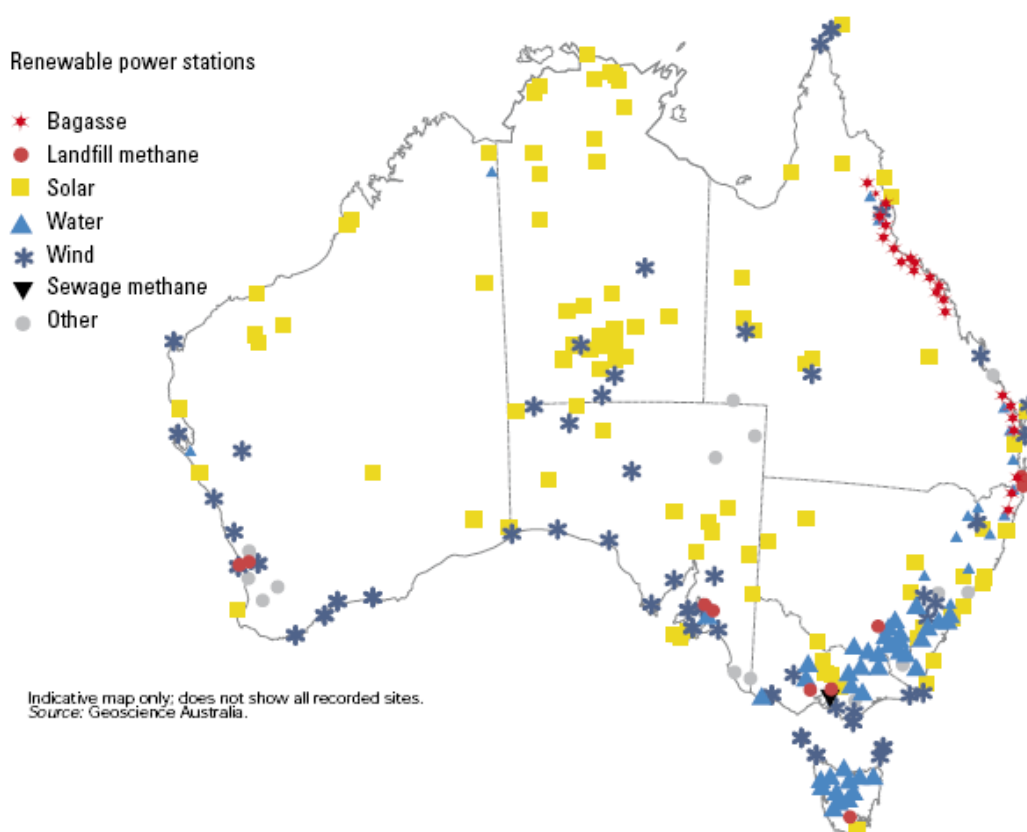 Renewable power stations
Bagasse
Landfill methane
Solar
Water
Wind
Sewage methane
Other
Indicative map only; does not show all recorded sites.
Source: Geoscience Australia.